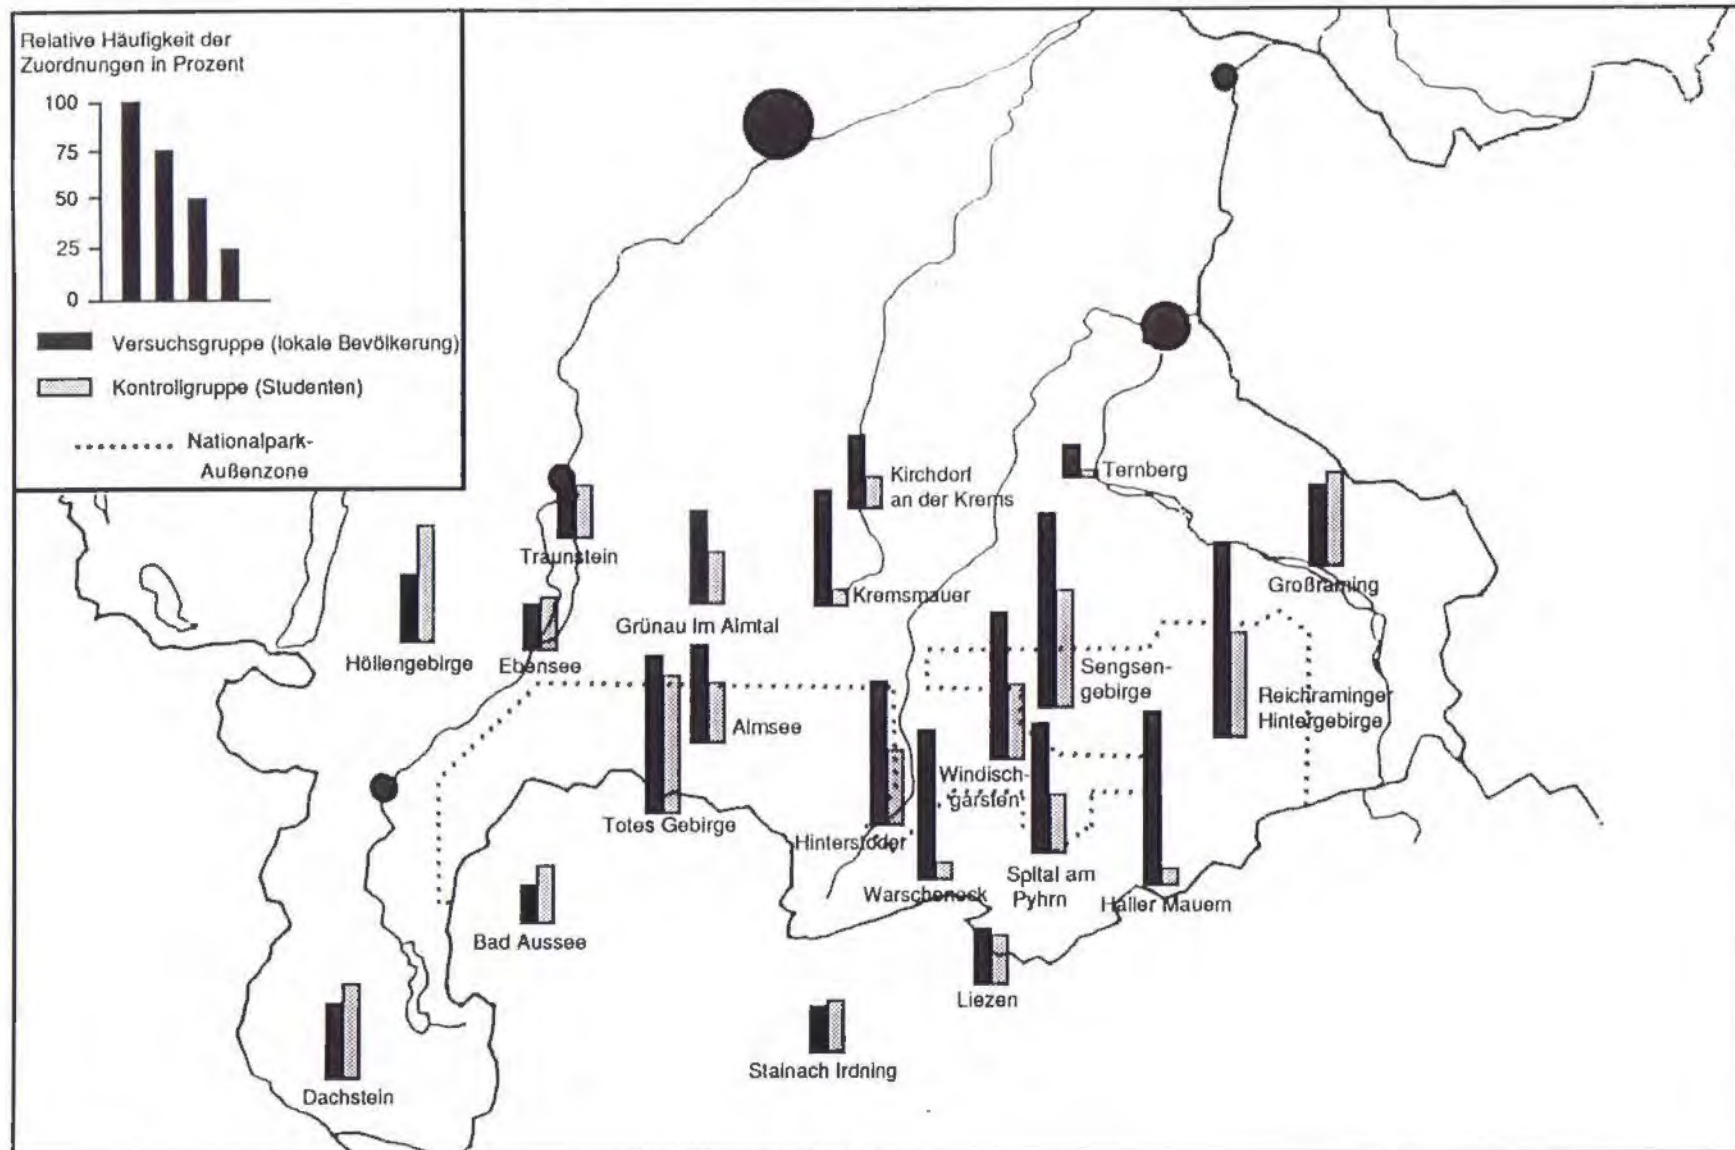 Relative Häufigkeit der
Zuordnungen in Prozent
100
75
50
25
0
Versuchsgruppe (lokale Bevölkerung)
Kontrollgruppe (Studenten)
Nationalpark-
Außenzone
Kirchdorf
an der Krems
Ternberg
Traunstein
Großraming
Kremsmauer
Grünau im Almtal
Höllengebirge
Ebensee
Sengsen-
gebirge
Reichraminger
Hintergebirge
Almsee
Windisch-
garsten
Totes Gebirge
Hinterstoder
Warscheneck
Spital am
Pyhrn
Haller Mauern
Bad Aussee
Liezen
Stainach Irdning
Dachstein